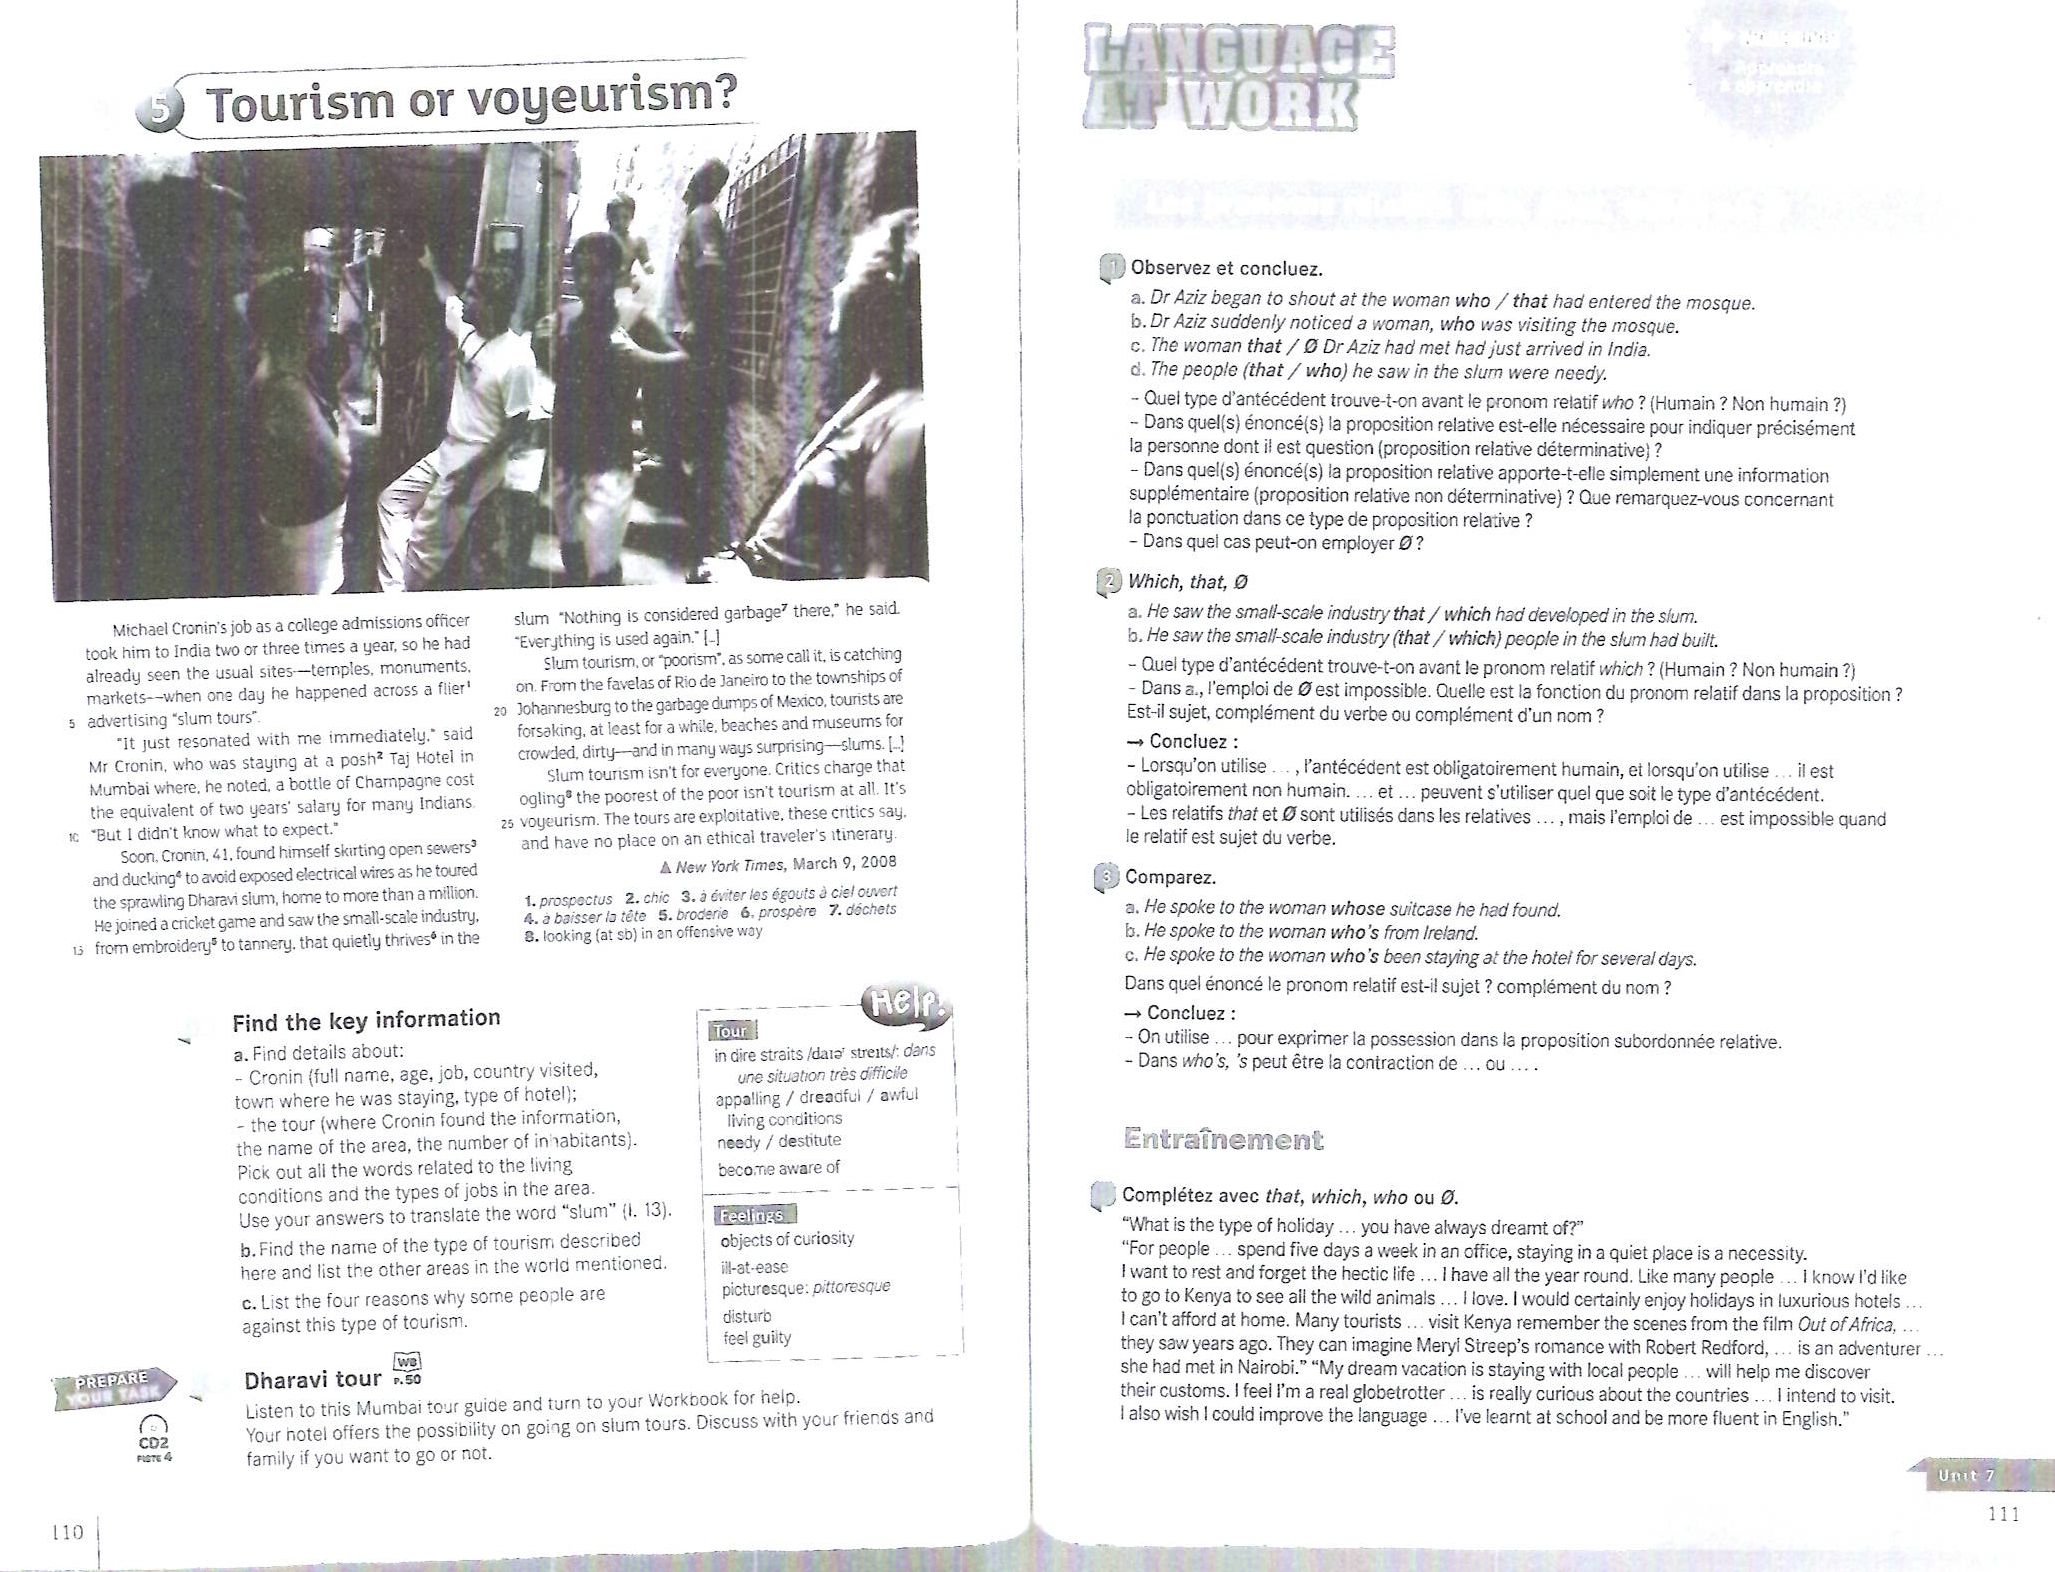 5 Tourism or voyeurism?
Michael Cronin's job as a college admissions officer
took him to India two or three times a year, so he had
already seen the usual sites—temples, monuments,
markets—when one day he happened across a flier¹
5 advertising "slum tours".
"It just resonated with me immediately," said
Mr Cronin, who was staying at a posh² Taj Hotel in
Mumbai where, he noted, a bottle of Champagne cost
the equivalent of two years' salary for many Indians.
10 "But I didn't know what to expect."
Soon, Cronin, 41, found himself skirting open sewers³
and ducking⁴ to avoid exposed electrical wires as he toured
the sprawling Dharavi slum, home to more than a million.
He joined a cricket game and saw the small-scale industry,
15 from embroidery⁵ to tannery, that quietly thrives⁶ in the
slum "Nothing is considered garbage⁷ there," he said.
"Everything is used again." [...]
Slum tourism, or "poorism", as some call it, is catching
on. From the favelas of Rio de Janeiro to the townships of
20 Johannesburg to the garbage dumps of Mexico, tourists are
forsaking, at least for a while, beaches and museums for
crowded, dirty—and in many ways surprising—slums. [...]
Slum tourism isn't for everyone. Critics charge that
ogling⁸ the poorest of the poor isn't tourism at all. It's
25 voyeurism. The tours are exploitative, these critics say,
and have no place on an ethical traveler's itinerary.
▲ New York Times, March 9, 2008
1. prospectus 2. chic 3. à éviter les égouts à ciel ouvert
4. à baisser la tête 5. broderie 6. prospère 7. déchets
8. looking (at sb) in an offensive way
Find the key information
a. Find details about:
- Cronin (full name, age, job, country visited,
town where he was staying, type of hotel);
- the tour (where Cronin found the information,
the name of the area, the number of inhabitants).
Pick out all the words related to the living
conditions and the types of jobs in the area.
Use your answers to translate the word "slum" (l. 13).
b. Find the name of the type of tourism described
here and list the other areas in the world mentioned.
c. List the four reasons why some people are
against this type of tourism.
Help!
Tour
in dire straits /daɪəʳ streɪts/: dans
une situation très difficile
appalling / dreadful / awful
living conditions
needy / destitute
become aware of
Feelings
objects of curiosity
ill-at-ease
picturesque: pittoresque
disturb
feel guilty
PREPARE
YOUR TASK
CD2
PISTE 4
Dharavi tour WB P.50
Listen to this Mumbai tour guide and turn to your Workbook for help.
Your hotel offers the possibility on going on slum tours. Discuss with your friends and
family if you want to go or not.
110
LANGUAGE
AT WORK
1 Observez et concluez.
a. Dr Aziz began to shout at the woman who / that had entered the mosque.
b. Dr Aziz suddenly noticed a woman, who was visiting the mosque.
c. The woman that / Ø Dr Aziz had met had just arrived in India.
d. The people (that / who) he saw in the slum were needy.
- Quel type d'antécédent trouve-t-on avant le pronom relatif who ? (Humain ? Non humain ?)
- Dans quel(s) énoncé(s) la proposition relative est-elle nécessaire pour indiquer précisément
la personne dont il est question (proposition relative déterminative) ?
- Dans quel(s) énoncé(s) la proposition relative apporte-t-elle simplement une information
supplémentaire (proposition relative non déterminative) ? Que remarquez-vous concernant
la ponctuation dans ce type de proposition relative ?
- Dans quel cas peut-on employer Ø ?
2 Which, that, Ø
a. He saw the small-scale industry that / which had developed in the slum.
b. He saw the small-scale industry (that / which) people in the slum had built.
- Quel type d'antécédent trouve-t-on avant le pronom relatif which ? (Humain ? Non humain ?)
- Dans a., l'emploi de Ø est impossible. Quelle est la fonction du pronom relatif dans la proposition ?
Est-il sujet, complément du verbe ou complément d'un nom ?
→ Concluez :
- Lorsqu'on utilise ... , l'antécédent est obligatoirement humain, et lorsqu'on utilise ... il est
obligatoirement non humain. ... et ... peuvent s'utiliser quel que soit le type d'antécédent.
- Les relatifs that et Ø sont utilisés dans les relatives ... , mais l'emploi de ... est impossible quand
le relatif est sujet du verbe.
3 Comparez.
a. He spoke to the woman whose suitcase he had found.
b. He spoke to the woman who's from Ireland.
c. He spoke to the woman who's been staying at the hotel for several days.
Dans quel énoncé le pronom relatif est-il sujet ? complément du nom ?
→ Concluez :
- On utilise ... pour exprimer la possession dans la proposition subordonnée relative.
- Dans who's, 's peut être la contraction de ... ou ... .
Entraînement
Complétez avec that, which, who ou Ø.
"What is the type of holiday ... you have always dreamt of?"
"For people ... spend five days a week in an office, staying in a quiet place is a necessity.
I want to rest and forget the hectic life ... I have all the year round. Like many people ... I know I'd like
to go to Kenya to see all the wild animals ... I love. I would certainly enjoy holidays in luxurious hotels ...
I can't afford at home. Many tourists ... visit Kenya remember the scenes from the film Out of Africa, ...
they saw years ago. They can imagine Meryl Streep's romance with Robert Redford, ... is an adventurer ...
she had met in Nairobi." "My dream vacation is staying with local people ... will help me discover
their customs. I feel I'm a real globetrotter ... is really curious about the countries ... I intend to visit.
I also wish I could improve the language ... I've learnt at school and be more fluent in English."
Unit 7
111